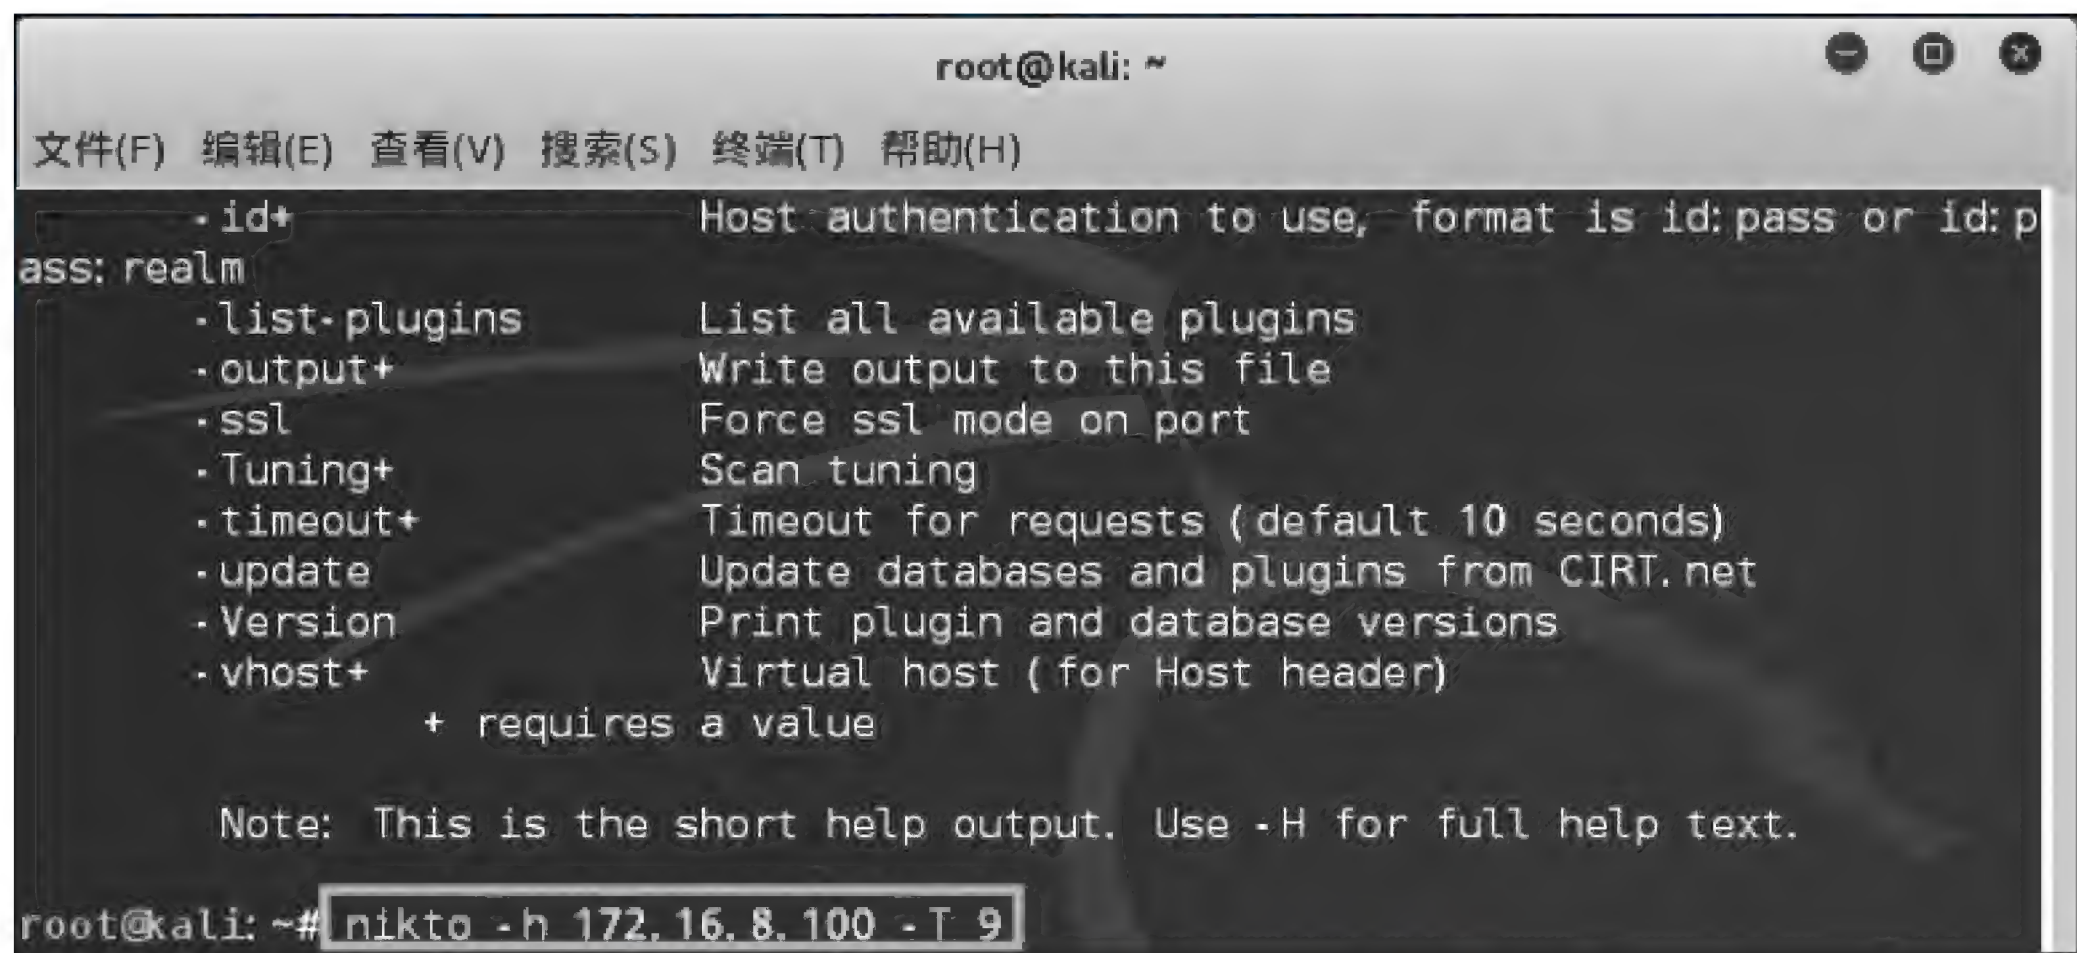 root@kali: ~
文件(F) 编辑(E) 查看(V) 搜索(S) 终端(T) 帮助(H)
-id+ Host authentication to use, format is id:pass or id:p
ass:realm
-list-plugins List all available plugins
-output+ Write output to this file
-ssl Force ssl mode on port
-Tuning+ Scan tuning
-timeout+ Timeout for requests (default 10 seconds)
-update Update databases and plugins from CIRT.net
-Version Print plugin and database versions
-vhost+ Virtual host (for Host header)
+ requires a value
Note: This is the short help output. Use -H for full help text.
root@kali:~# nikto -h 172.16.8.100 -T 9